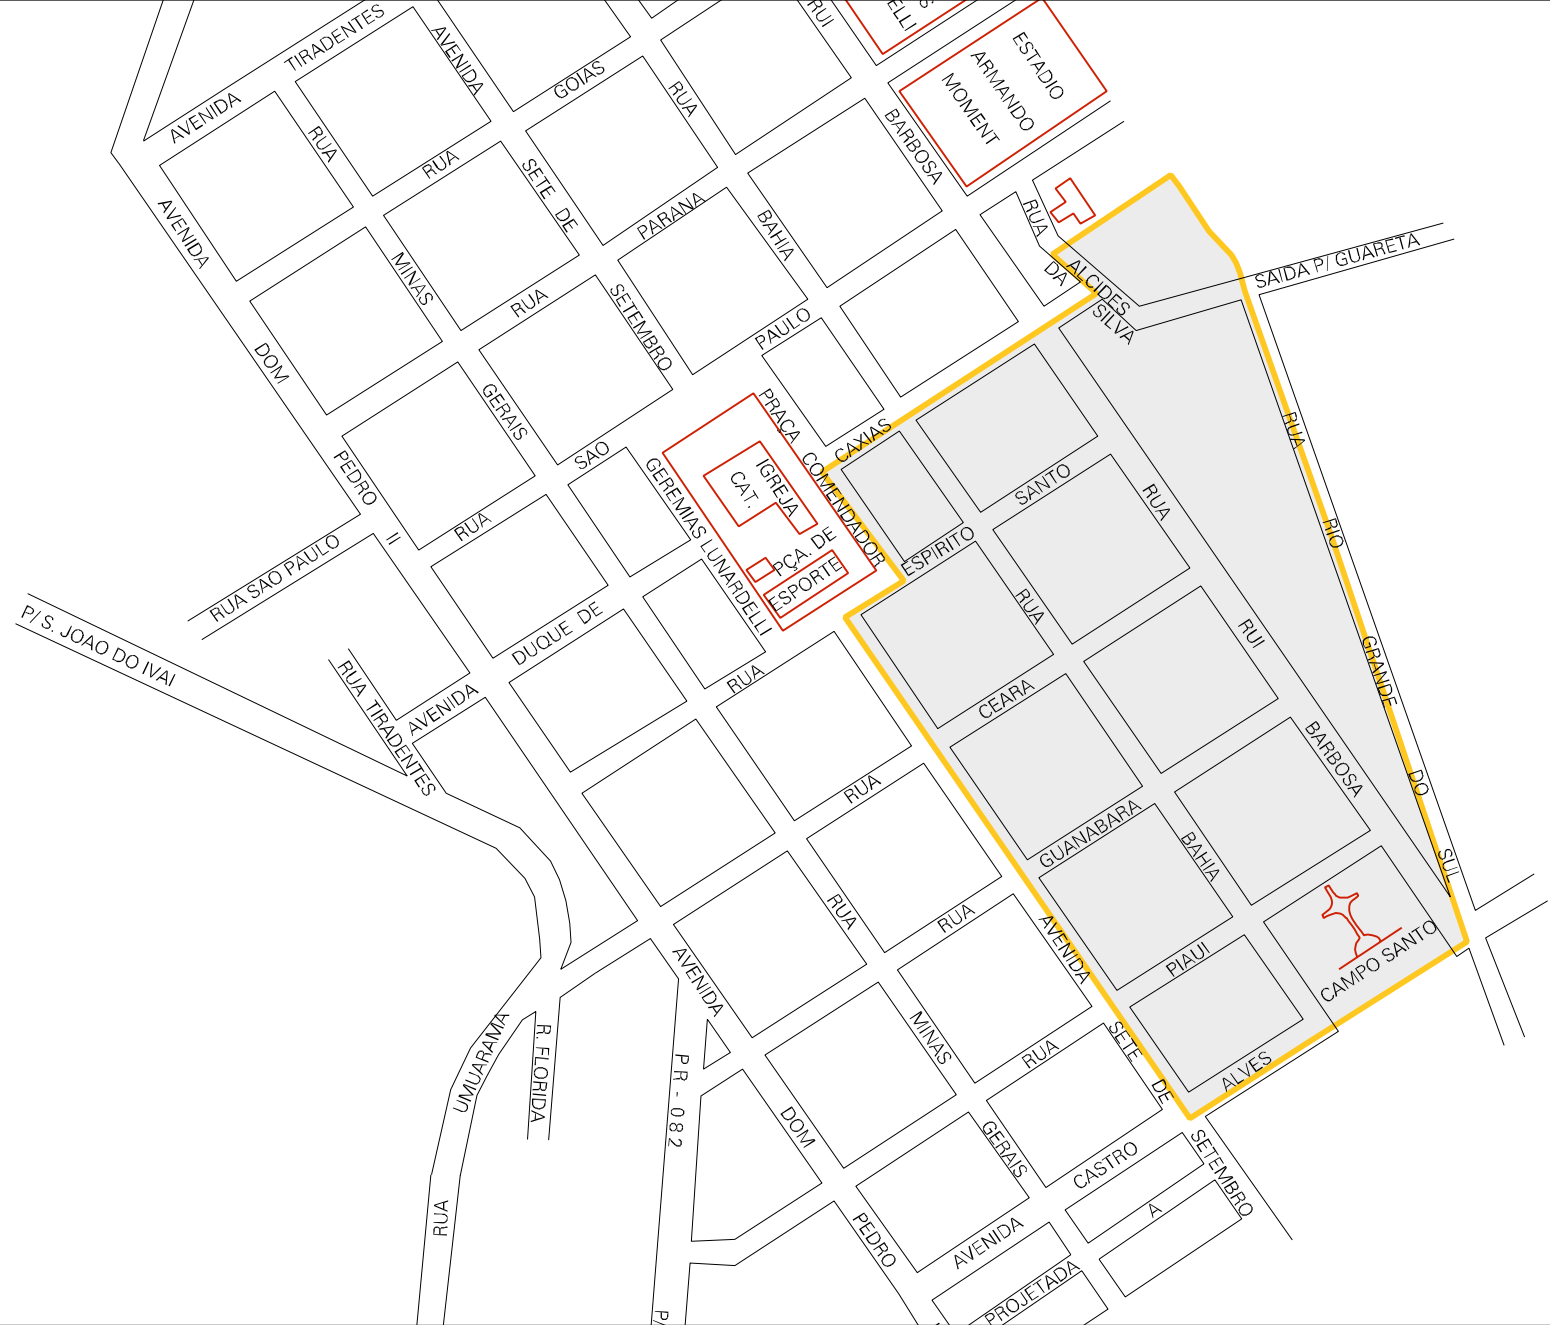 ELLI
S
RUI
ESTADIO
ARMANDO
MOMENT
AVENIDA
TIRADENTES
AVENIDA
GOIAS
RUA
BARBOSA
RUA
RUA
SETE DE
PARANA
BAHIA
RUA
DA
ALCIDES
SILVA
SAIDA P/ GUARETA
AVENIDA
MINAS
RUA
SETEMBRO
PAULO
DOM
GERAIS
SAO
PRAÇA COMENDADOR
CAXIAS
GEREMIAS LUNARDELLI
IGREJA
CAT.
PÇA. DE
ESPORTE
ESPIRITO
SANTO
RUA
RUA
RIO
GRANDE
DO
SUL
PEDRO
II
RUA
RUA SAO PAULO
P/ S. JOAO DO IVAI
RUA TIRADENTES
AVENIDA
DUQUE DE
RUA
CEARA
RUA
RUI
BARBOSA
RUA
GUANABARA
BAHIA
RUA
RUA
AVENIDA
PIAUI
CAMPO SANTO
AVENIDA
MINAS
RUA
SETE
DE
ALVES
UMUARAMA
R. FLORIDA
PR - 082
DOM
GERAIS
CASTRO
SETEMBRO
RUA
PEDRO
AVENIDA
A
PROJETADA
P/